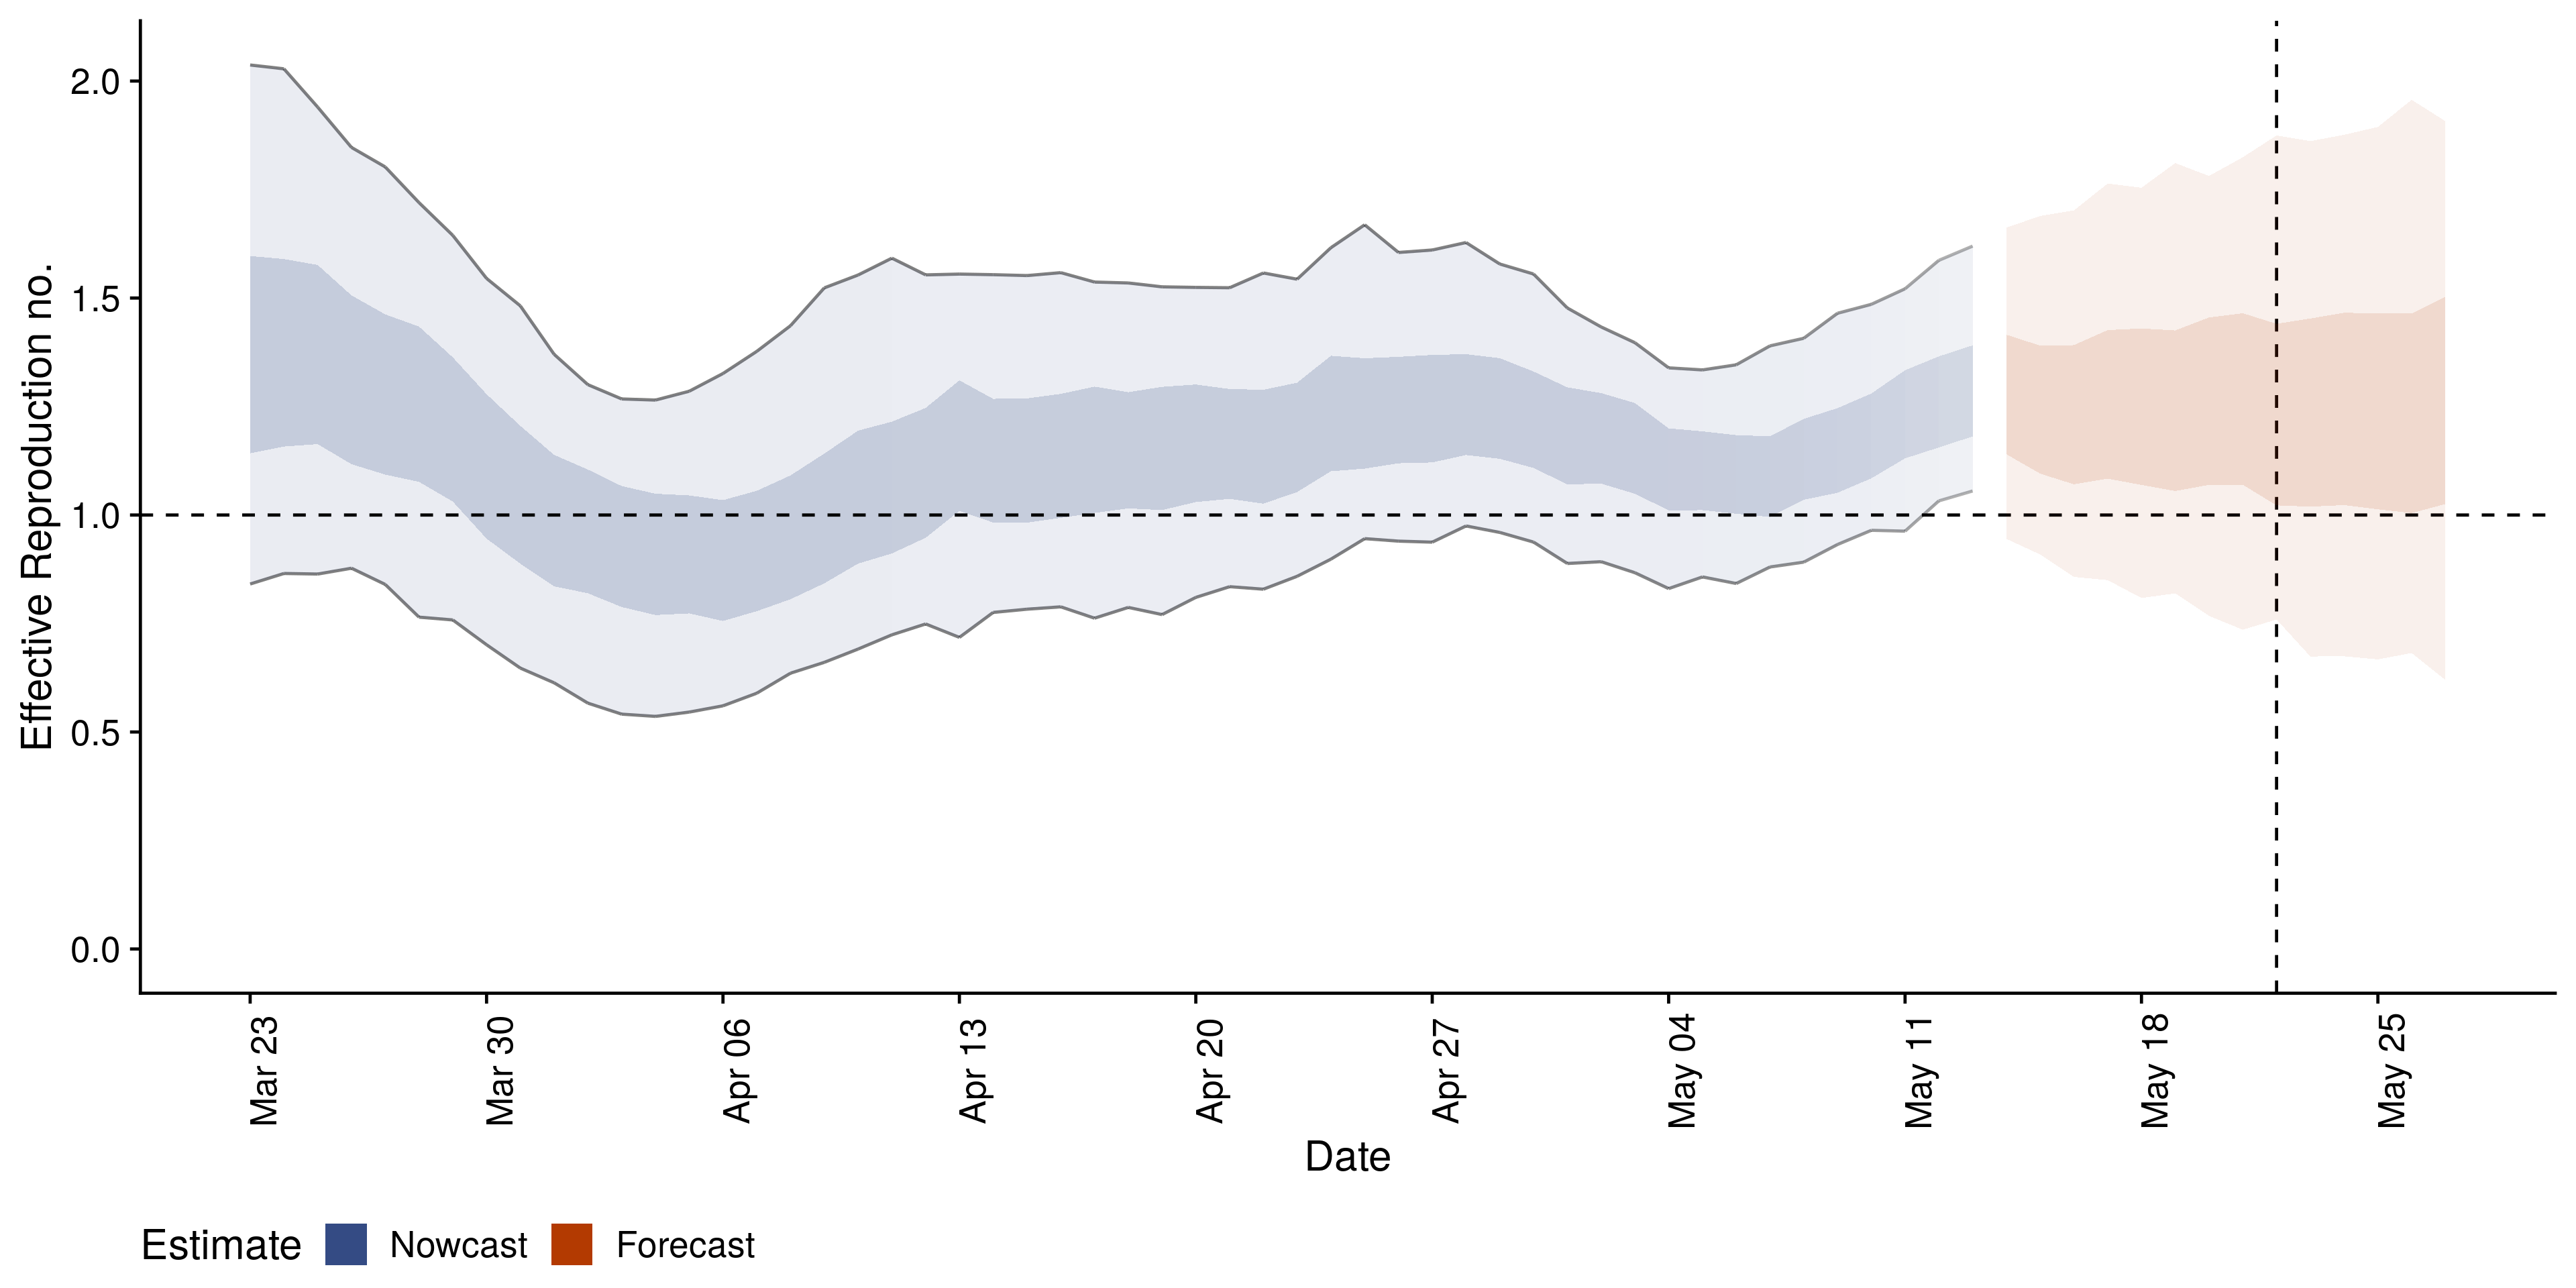 Effective Reproduction no.
2.0
1.5
1.0
0.5
0.0
Mar 23
Mar 30
Apr 06
Apr 13
Apr 20
Apr 27
May 04
May 11
May 18
May 25
Date
Estimate Nowcast Forecast